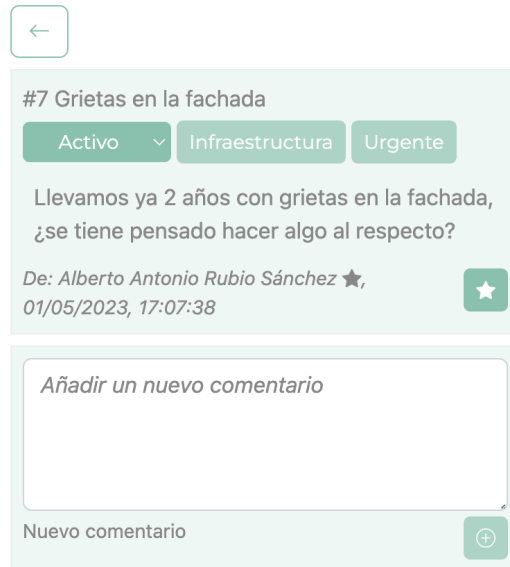 #7 Grietas en la fachada
Activo Infraestructura Urgente
Llevamos ya 2 años con grietas en la fachada,
¿se tiene pensado hacer algo al respecto?
De: Alberto Antonio Rubio Sánchez ★,
01/05/2023, 17:07:38
Añadir un nuevo comentario
Nuevo comentario